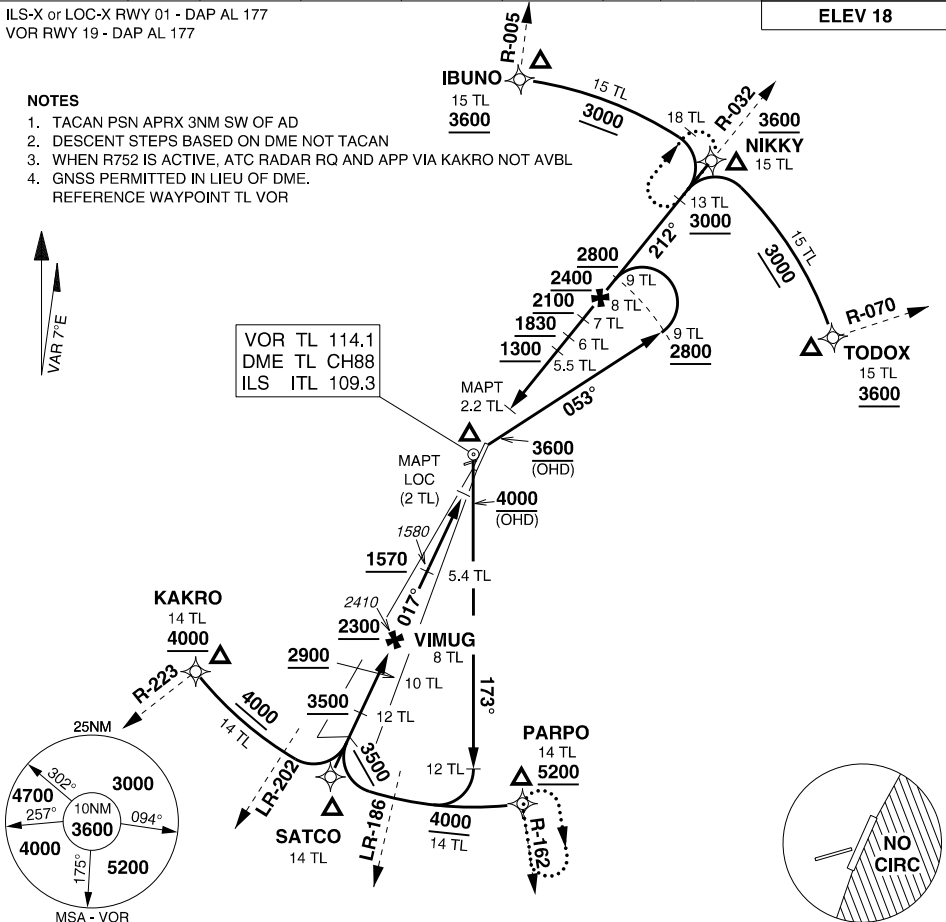 ILS-X or LOC-X RWY 01 - DAP AL 177
VOR RWY 19 - DAP AL 177
ELEV 18
NOTES
1. TACAN PSN APRX 3NM SW OF AD
2. DESCENT STEPS BASED ON DME NOT TACAN
3. WHEN R752 IS ACTIVE, ATC RADAR RQ AND APP VIA KAKRO NOT AVBL
4. GNSS PERMITTED IN LIEU OF DME.
REFERENCE WAYPOINT TL VOR
VAR 7°E
R-005
IBUNO
15 TL
3600
15 TL
3000
18 TL
R-032
3600
NIKKY
15 TL
13 TL
3000
212°
15 TL
3000
R-070
TODOX
15 TL
3600
2800
9 TL
2400
8 TL
2100
7 TL
1830
6 TL
1300
5.5 TL
9 TL
2800
MAPT
2.2 TL
053°
VOR TL 114.1
DME TL CH88
ILS ITL 109.3
3600
(OHD)
MAPT
LOC
(2 TL)
4000
(OHD)
1580
1570
5.4 TL
017°
2410
2300
VIMUG
8 TL
2900
10 TL
3500
12 TL
3500
173°
KAKRO
14 TL
4000
R-223
4000
14 TL
LR-202
SATCO
14 TL
LR-186
12 TL
4000
14 TL
PARPO
14 TL
5200
R-162
25NM
302°
3000
4700
257°
10NM
3600
094°
4000
175°
5200
MSA - VOR
NO
CIRC